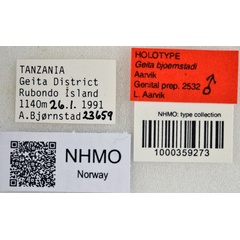 TANZANIA
Geita District
Rubondo Island
1140m 26.1. 1991
A.Bjørnstad 23659
HOLOTYPE
Geita bjoernstadi
Aarvik
Genital prep. 2532 ♂
L. Aarvik
NHMO: type collection
1000359273
NHMO
Norway